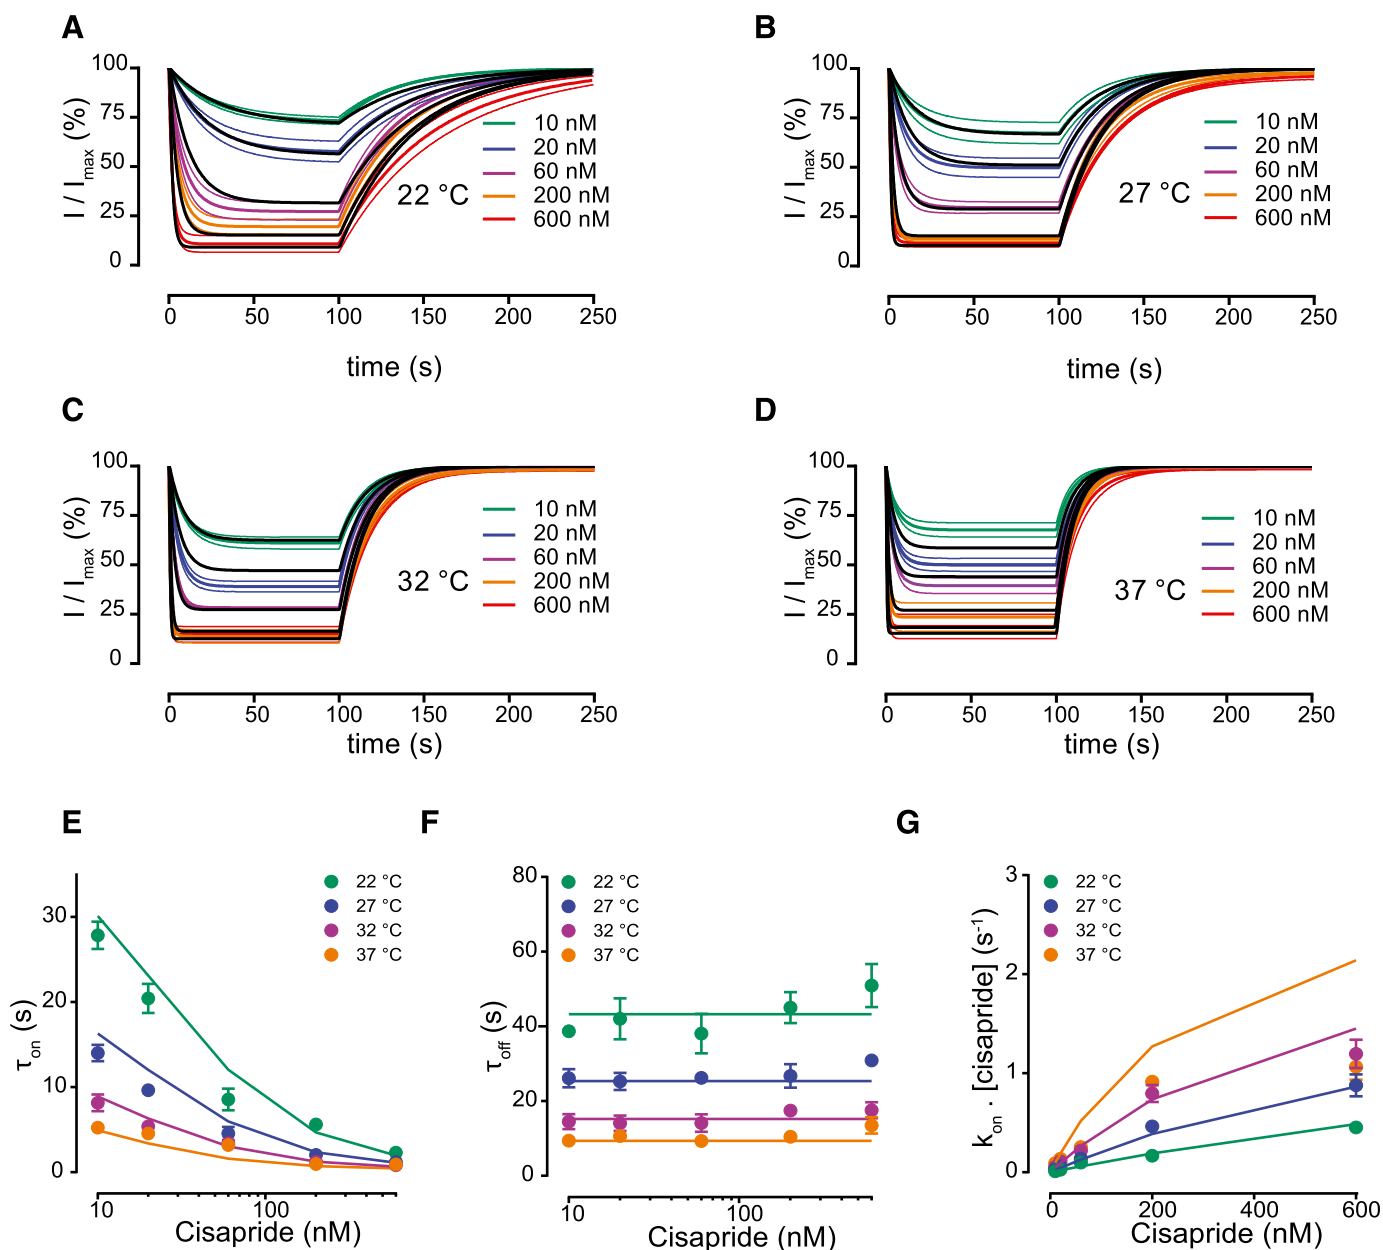 A
I / Imax (%)
100
75
50
25
0
22 °C
10 nM
20 nM
60 nM
200 nM
600 nM
0 50 100 150 200 250
time (s)
B
I / Imax (%)
100
75
50
25
0
27 °C
10 nM
20 nM
60 nM
200 nM
600 nM
0 50 100 150 200 250
time (s)
C
I / Imax (%)
100
75
50
25
0
32 °C
10 nM
20 nM
60 nM
200 nM
600 nM
0 50 100 150 200 250
time (s)
D
I / Imax (%)
100
75
50
25
0
37 °C
10 nM
20 nM
60 nM
200 nM
600 nM
0 50 100 150 200 250
time (s)
E
τon (s)
30
20
10
0
22 °C
27 °C
32 °C
37 °C
10 100
Cisapride (nM)
F
τoff (s)
80
60
40
20
0
22 °C
27 °C
32 °C
37 °C
10 100
Cisapride (nM)
G
kon . [cisapride] (s-1)
3
2
1
0
22 °C
27 °C
32 °C
37 °C
0 200 400 600
Cisapride (nM)